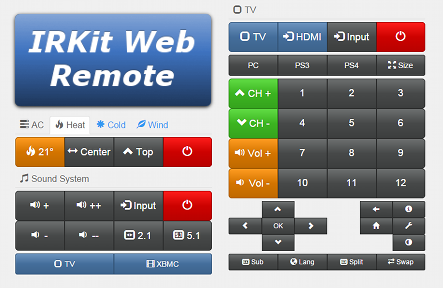 IRKit Web
Remote
AC Heat Cold Wind
21° Center Top
Sound System
+ ++ Input
- -- 2.1 5.1
TV XBMC
TV
TV HDMI Input
PC PS3 PS4 Size
CH + 1 2 3
CH - 4 5 6
Vol + 7 8 9
Vol - 10 11 12
OK
Sub Lang Split Swap